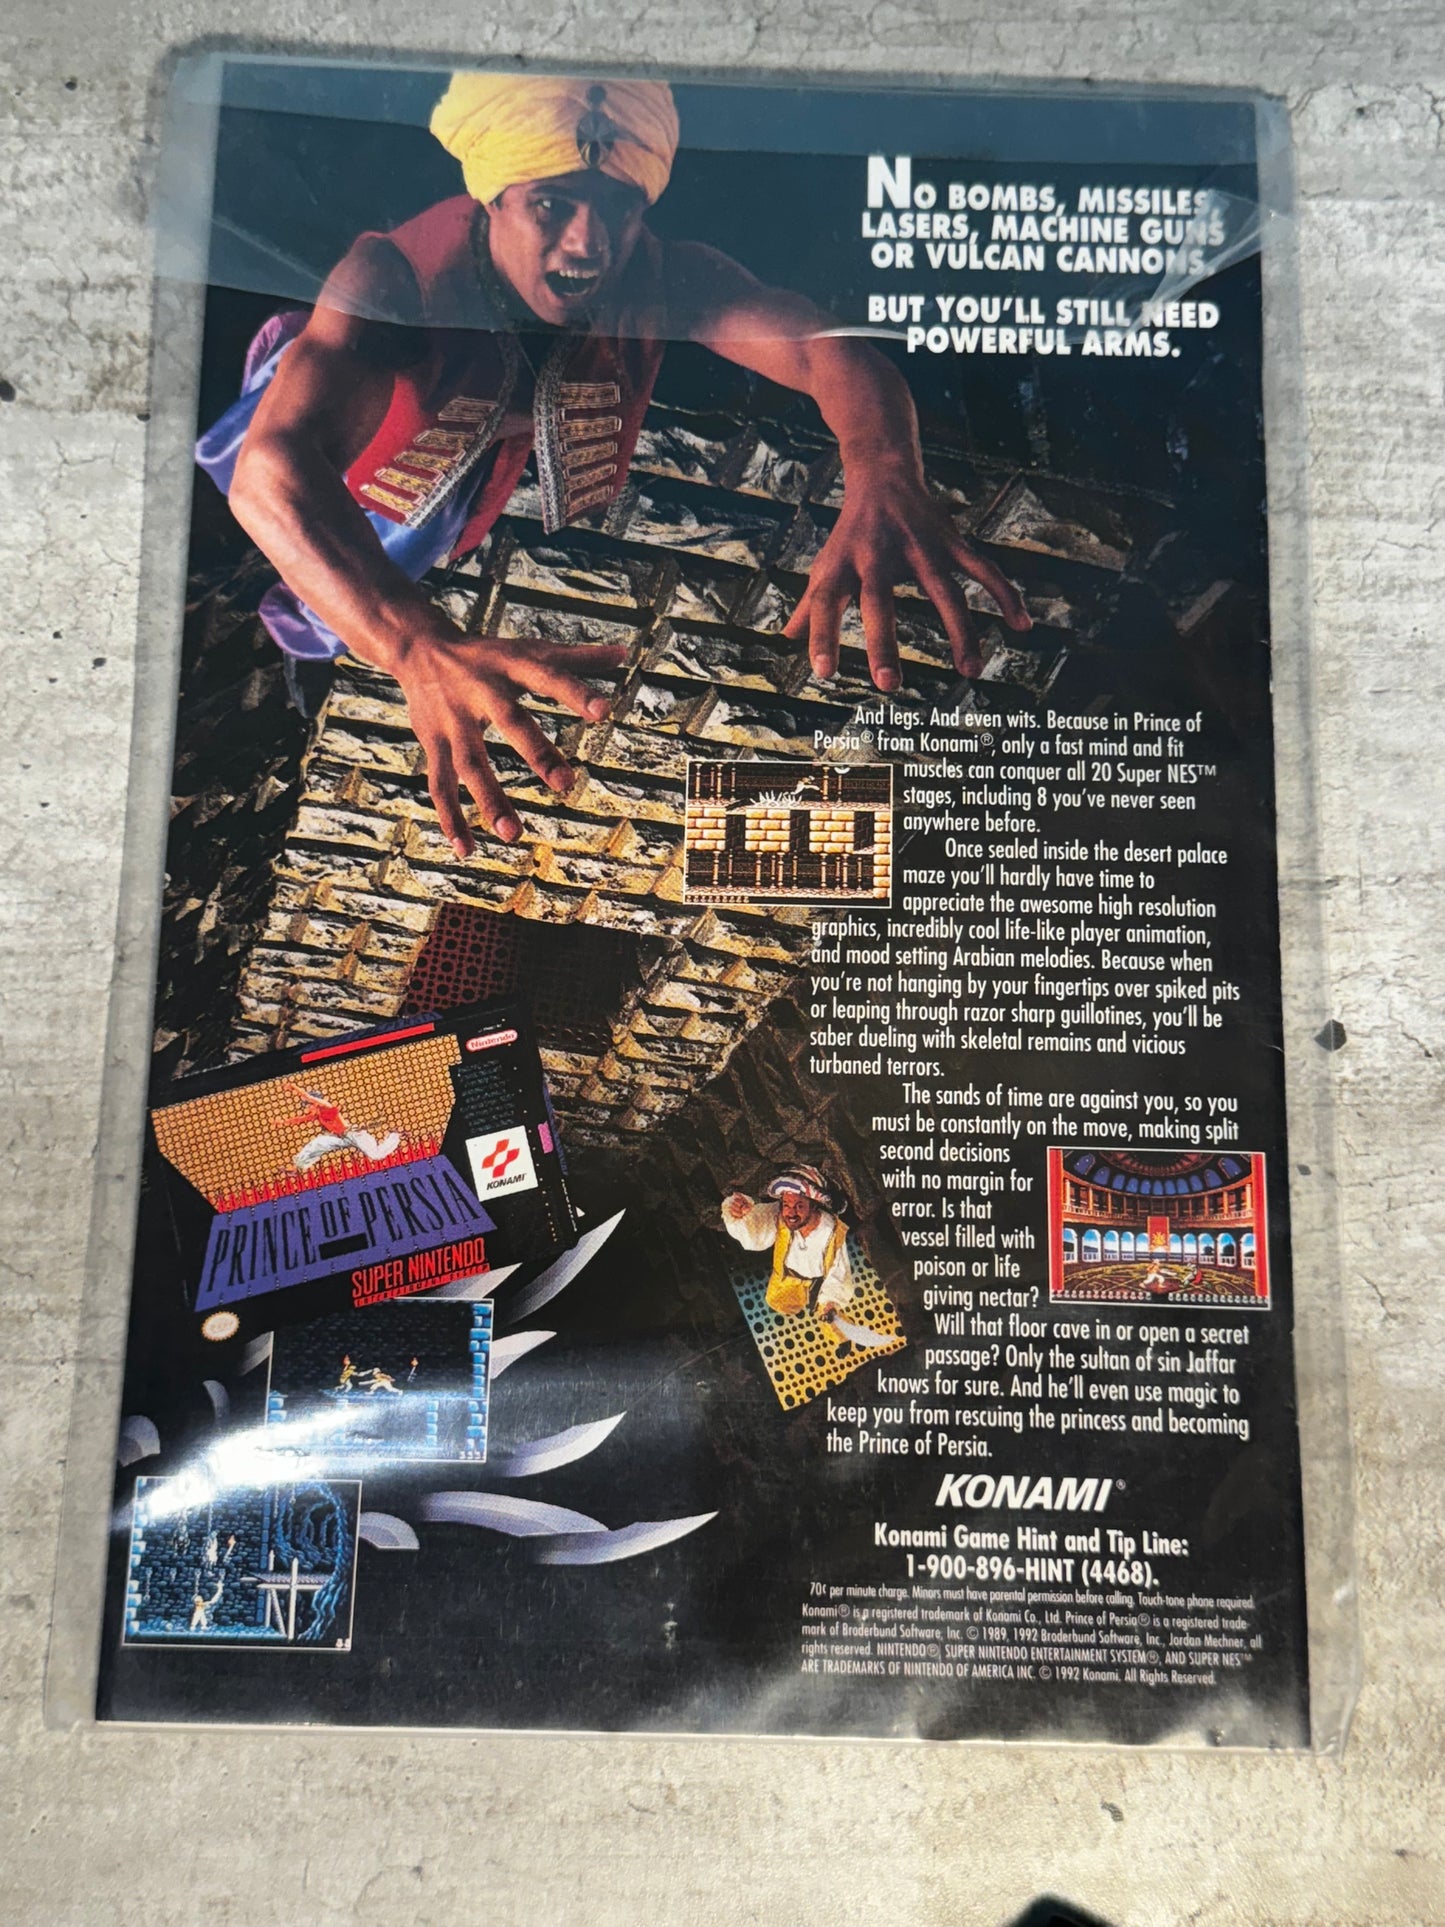 NO BOMBS, MISSILES,
LASERS, MACHINE GUNS
OR VULCAN CANNONS.
BUT YOU'LL STILL NEED
POWERFUL ARMS.
And legs. And even wits. Because in Prince of
Persia® from Konami®, only a fast mind and fit
muscles can conquer all 20 Super NES™
stages, including 8 you've never seen
anywhere before.
Once sealed inside the desert palace
maze you'll hardly have time to
appreciate the awesome high resolution
graphics, incredibly cool life-like player animation,
and mood setting Arabian melodies. Because when
you're not hanging by your fingertips over spiked pits
or leaping through razor sharp guillotines, you'll be
saber dueling with skeletal remains and vicious
turbaned terrors.
The sands of time are against you, so you
must be constantly on the move, making split
second decisions
with no margin for
error. Is that
vessel filled with
poison or life
giving nectar?
Will that floor cave in or open a secret
passage? Only the sultan of sin Jaffar
knows for sure. And he'll even use magic to
keep you from rescuing the princess and becoming
the Prince of Persia.
Nintendo
KONAMI
PRINCE OF PERSIA
SUPER NINTENDO
ENTERTAINMENT SYSTEM
KONAMI®
Konami Game Hint and Tip Line:
1-900-896-HINT (4468).
70¢ per minute charge. Minors must have parental permission before calling. Touch-tone phone required.
Konami® is a registered trademark of Konami Co., Ltd. Prince of Persia® is a registered trade-
mark of Broderbund Software, Inc. © 1989, 1992 Broderbund Software, Inc., Jordan Mechner, all
rights reserved. NINTENDO®, SUPER NINTENDO ENTERTAINMENT SYSTEM®, AND SUPER NES™
ARE TRADEMARKS OF NINTENDO OF AMERICA INC. © 1992 Konami. All Rights Reserved.